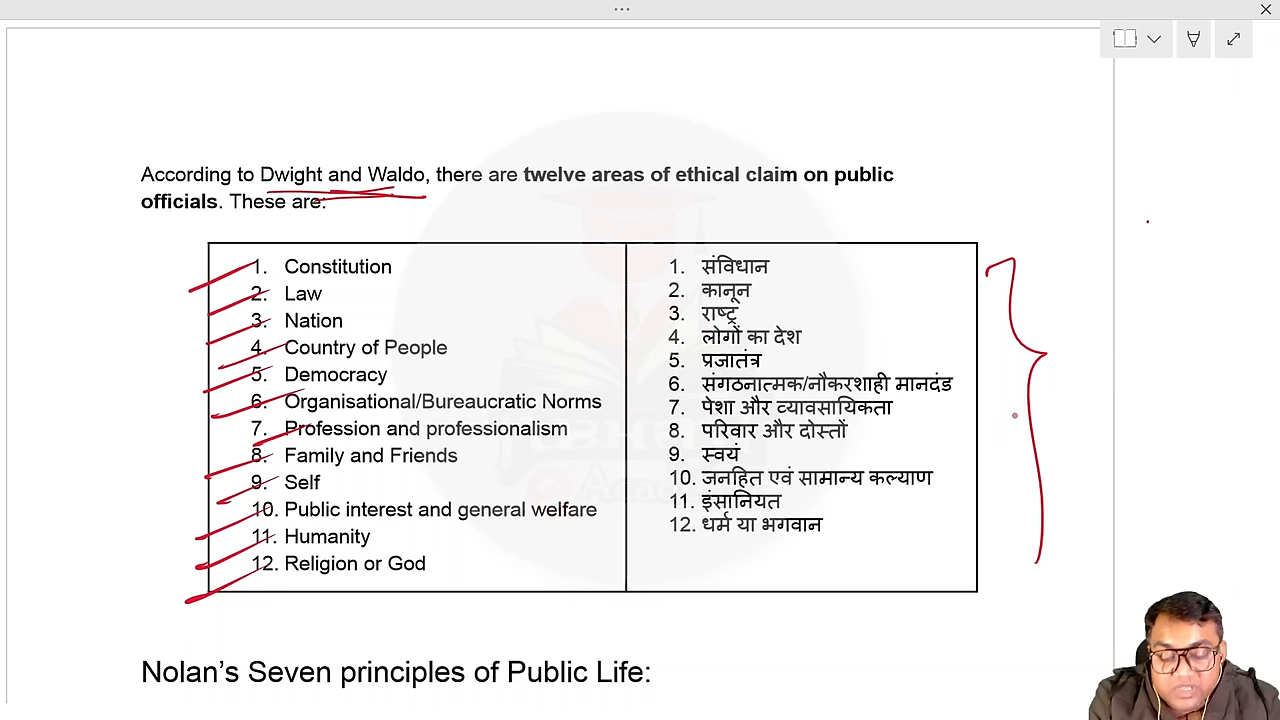 According to Dwight and Waldo, there are twelve areas of ethical claim on public
officials. These are:
1. Constitution
2. Law
3. Nation
4. Country of People
5. Democracy
6. Organisational/Bureaucratic Norms
7. Profession and professionalism
8. Family and Friends
9. Self
10. Public interest and general welfare
11. Humanity
12. Religion or God
1. संविधान
2. कानून
3. राष्ट्र
4. लोगों का देश
5. प्रजातंत्र
6. संगठनात्मक/नौकरशाही मानदंड
7. पेशा और व्यावसायिकता
8. परिवार और दोस्तों
9. स्वयं
10. जनहित एवं सामान्य कल्याण
11. इंसानियत
12. धर्म या भगवान
Nolan's Seven principles of Public Life: